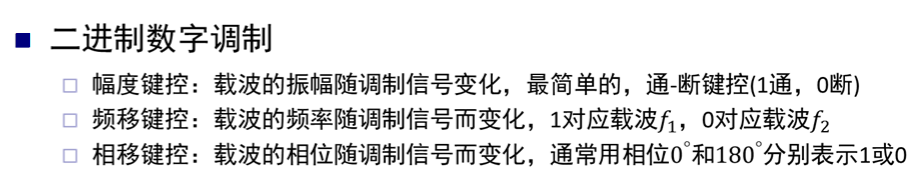 二进制数字调制
幅度键控：载波的振幅随调制信号变化，最简单的，通-断键控(1通，0断)
频移键控：载波的频率随调制信号而变化，1对应载波f₁，0对应载波f₂
相移键控：载波的相位随调制信号而变化，通常用相位0°和180°分别表示1或0